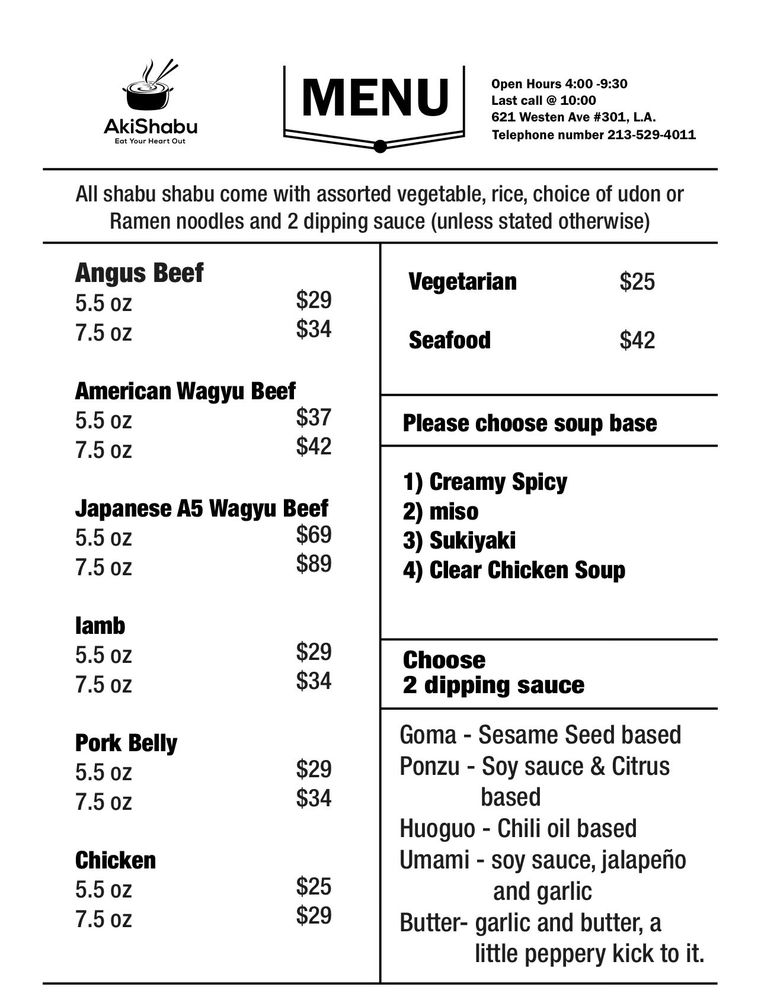 AkiShabu
Eat Your Heart Out
MENU
Open Hours 4:00 -9:30
Last call @ 10:00
621 Westen Ave #301, L.A.
Telephone number 213-529-4011
All shabu shabu come with assorted vegetable, rice, choice of udon or
Ramen noodles and 2 dipping sauce (unless stated otherwise)
Angus Beef
5.5 oz $29
7.5 oz $34
American Wagyu Beef
5.5 oz $37
7.5 oz $42
Japanese A5 Wagyu Beef
5.5 oz $69
7.5 oz $89
lamb
5.5 oz $29
7.5 oz $34
Pork Belly
5.5 oz $29
7.5 oz $34
Chicken
5.5 oz $25
7.5 oz $29
Vegetarian $25
Seafood $42
Please choose soup base
1) Creamy Spicy
2) miso
3) Sukiyaki
4) Clear Chicken Soup
Choose
2 dipping sauce
Goma - Sesame Seed based
Ponzu - Soy sauce & Citrus
based
Huoguo - Chili oil based
Umami - soy sauce, jalapeño
and garlic
Butter- garlic and butter, a
little peppery kick to it.